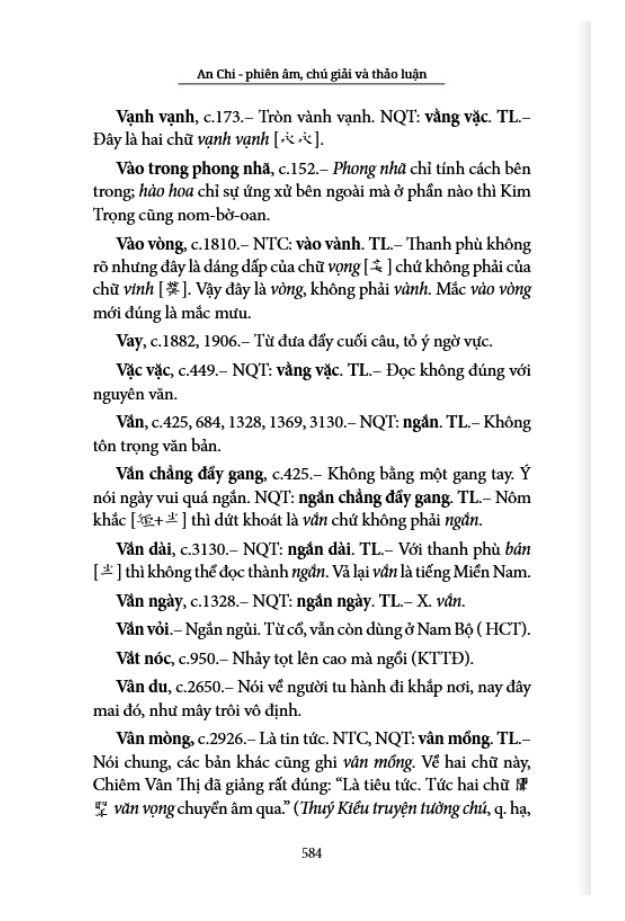 An Chi - phiên âm, chú giải và thảo luận
Vạnh vạnh, c.173.– Tròn vành vạnh. NQT: vằng vặc. TL.–
Đây là hai chữ vạnh vạnh [ ].
Vào trong phong nhã, c.152.– Phong nhã chỉ tính cách bên
trong; hào hoa chỉ sự ứng xử bên ngoài mà ở phần nào thì Kim
Trọng cũng nom-bờ-oan.
Vào vòng, c.1810.– NTC: vào vành. TL.– Thanh phù không
rõ nhưng đây là dáng dấp của chữ vọng [ ] chứ không phải của
chữ vinh [ ]. Vậy đây là vòng, không phải vành. Mắc vào vòng
mới đúng là mắc mưu.
Vay, c.1882, 1906.– Từ đưa đẩy cuối câu, tỏ ý ngờ vực.
Vặc vặc, c.449.– NQT: vằng vặc. TL.– Đọc không đúng với
nguyên văn.
Vắn, c.425, 684, 1328, 1369, 3130.– NQT: ngắn. TL.– Không
tôn trọng văn bản.
Vắn chẳng đầy gang, c.425.– Không bằng một gang tay. Ý
nói ngày vui quá ngắn. NQT: ngắn chẳng đầy gang. TL.– Nôm
khắc [ + ] thì dứt khoát là vắn chứ không phải ngắn.
Vắn dài, c.3130.– NQT: ngắn dài. TL.– Với thanh phù bán
[ ] thì không thể đọc thành ngắn. Vả lại vắn là tiếng Miền Nam.
Vắn ngày, c.1328.– NQT: ngắn ngày. TL.– X. vắn.
Vắn vỏi.– Ngắn ngủi. Từ cổ, vẫn còn dùng ở Nam Bộ ( HCT).
Vắt nóc, c.950.– Nhảy tọt lên cao mà ngồi (KTTĐ).
Vân du, c.2650.– Nói về người tu hành đi khắp nơi, nay đây
mai đó, như mây trôi vô định.
Vân mòng, c.2926.– Là tin tức. NTC, NQT: vân mồng. TL.–
Nói chung, các bản khác cũng ghi vân mồng. Về hai chữ này,
Chiêm Vân Thị đã giảng rất đúng: “Là tiêu tức. Tức hai chữ
văn vọng chuyển âm qua.” (Thuý Kiều truyện tường chú, q. hạ,
584